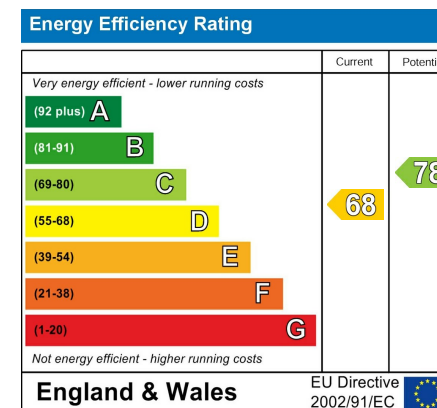 Energy Efficiency Rating
Current
Potenti
Very energy efficient - lower running costs
(92 plus) A
(81-91) B
(69-80) C
(55-68) D
(39-54) E
(21-38) F
(1-20) G
68
78
Not energy efficient - higher running costs
England & Wales
EU Directive
2002/91/EC